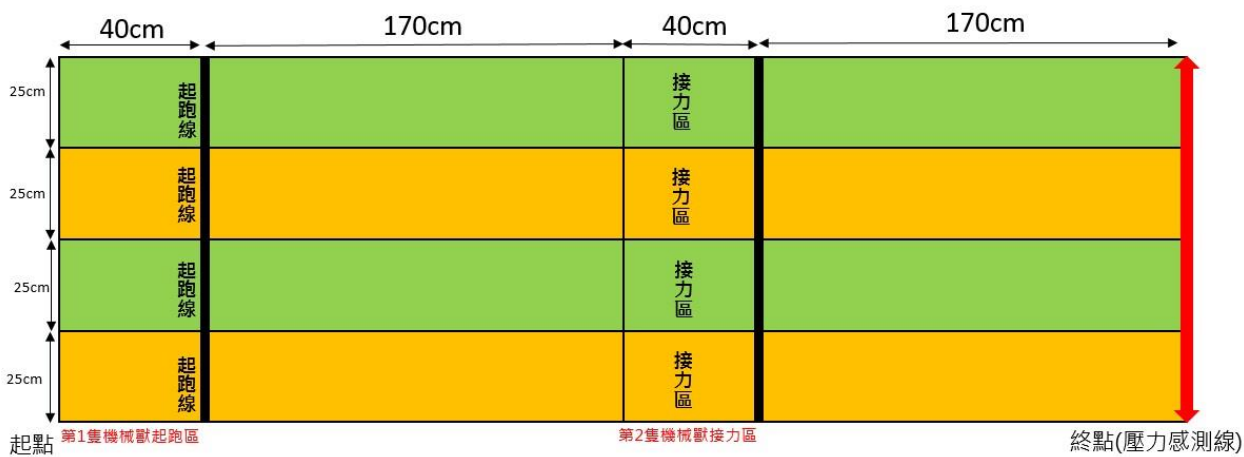 40cm
170cm
40cm
170cm
25cm
起跑線
接力區
25cm
起跑線
接力區
25cm
起跑線
接力區
25cm
起跑線
接力區
起點
第1隻機械獸起跑區
第2隻機械獸接力區
終點(壓力感測線)